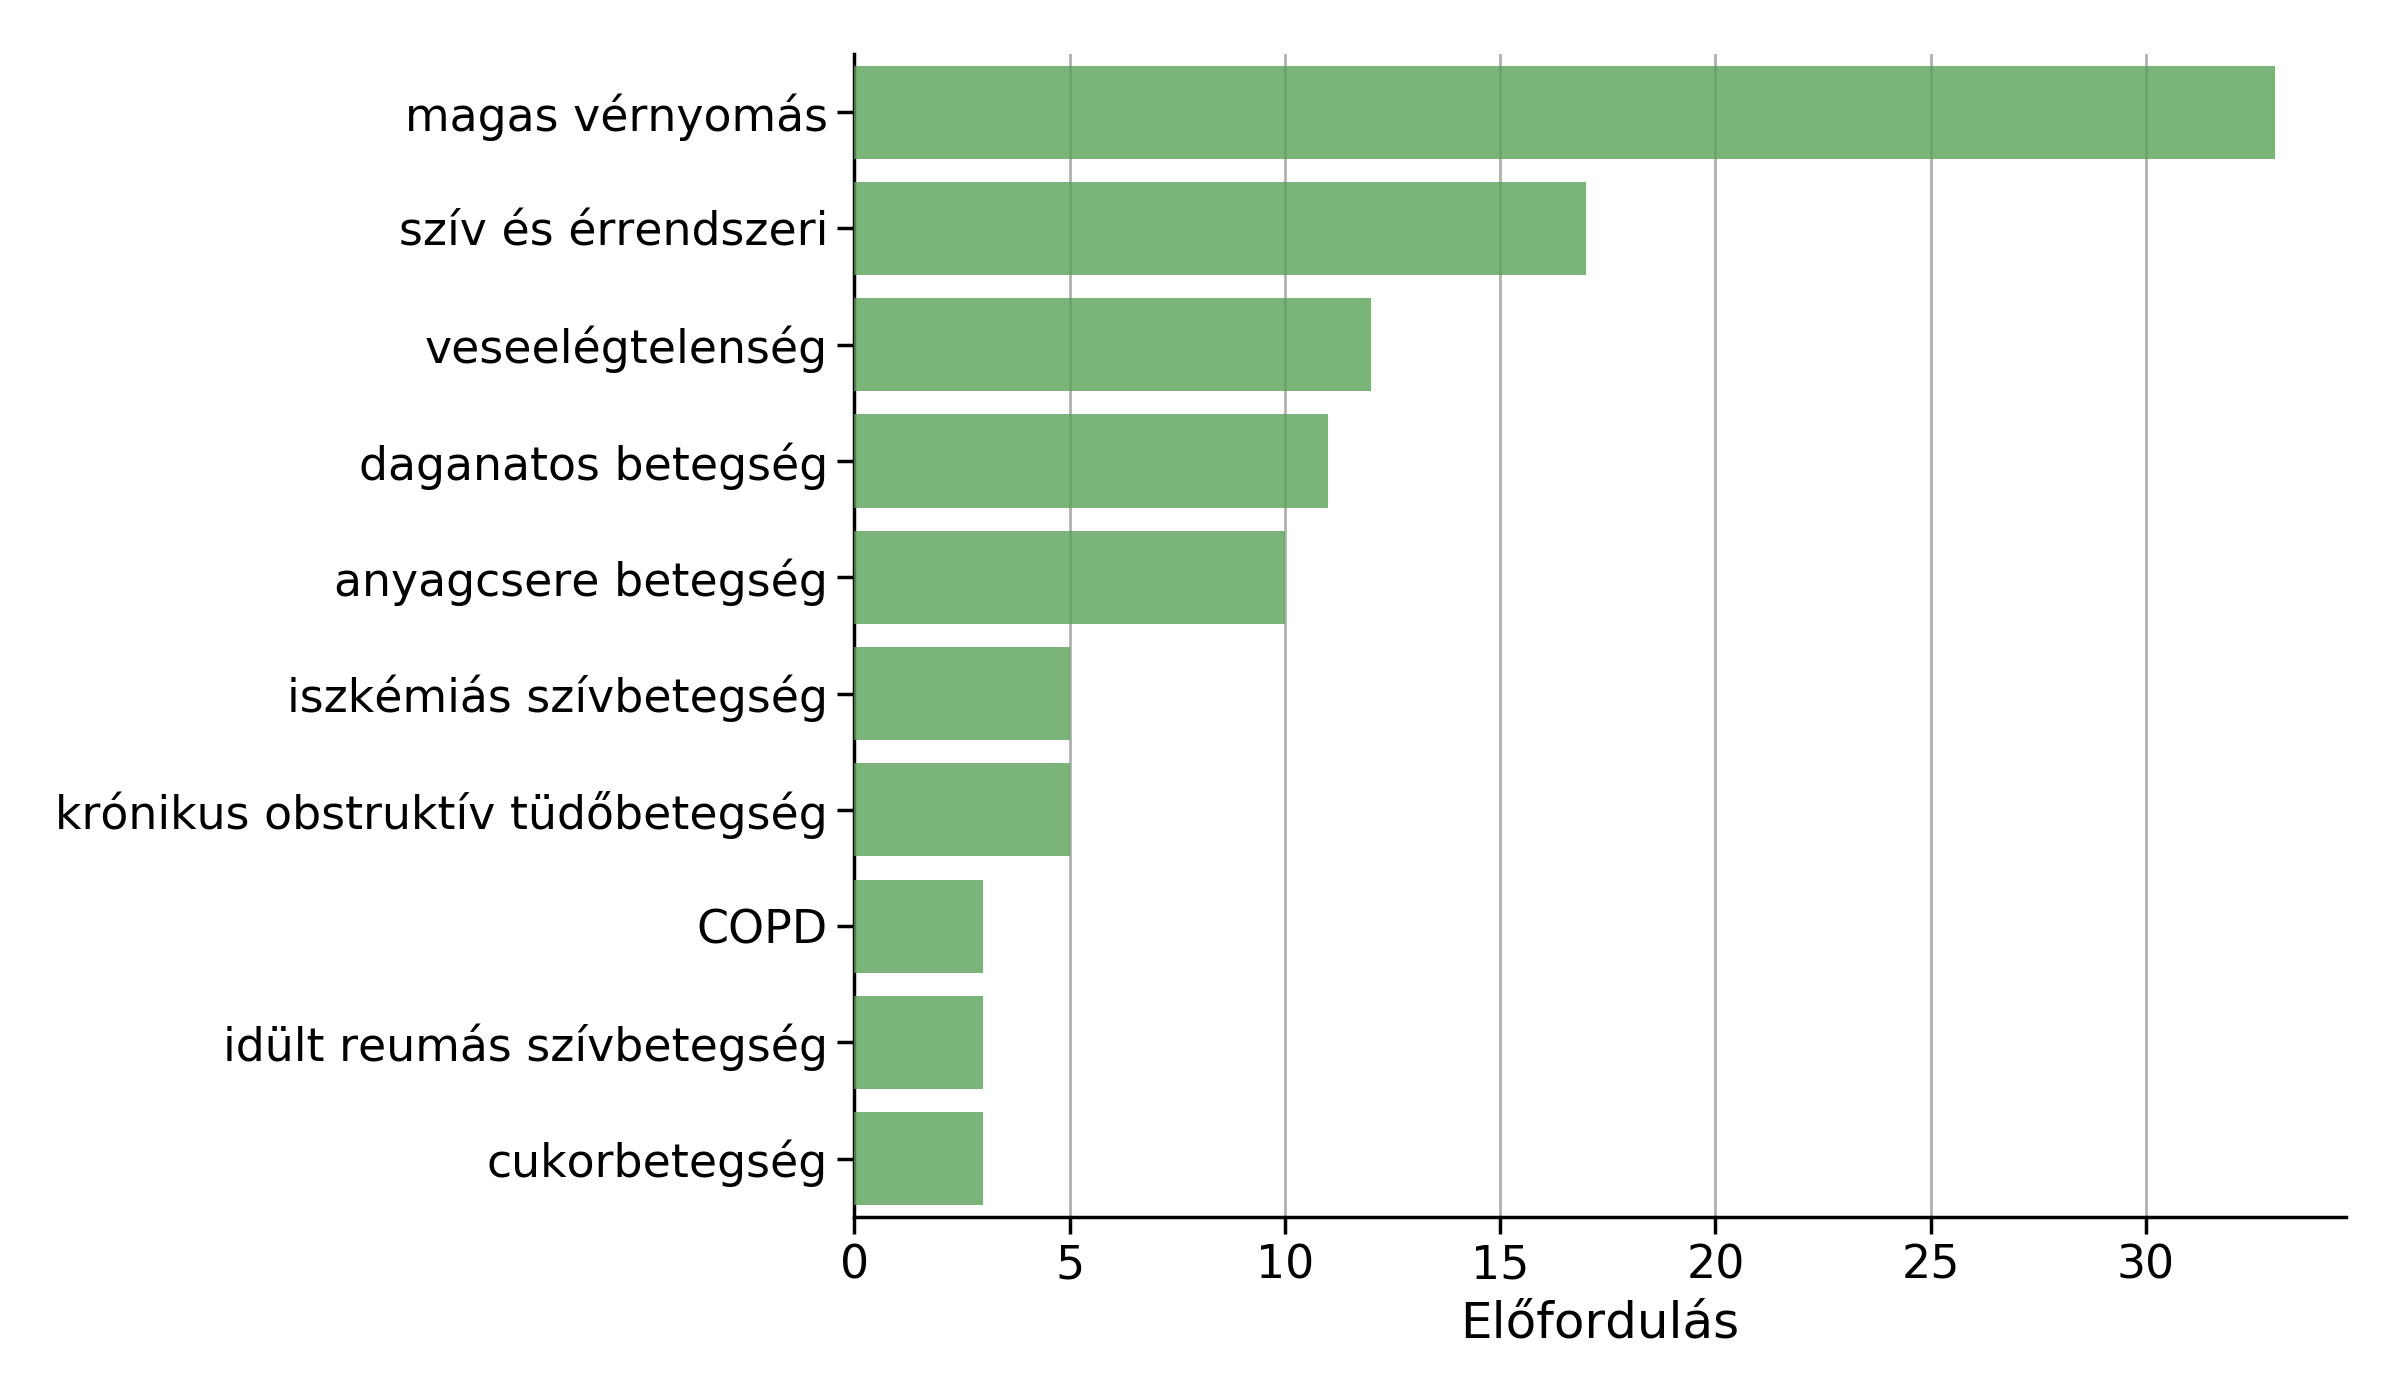 magas vérnyomás
szív és érrendszeri
veseelégtelenség
daganatos betegség
anyagcsere betegség
iszkémiás szívbetegség
krónikus obstruktív tüdőbetegség
COPD
idült reumás szívbetegség
cukorbetegség
0 5 10 15 20 25 30
Előfordulás